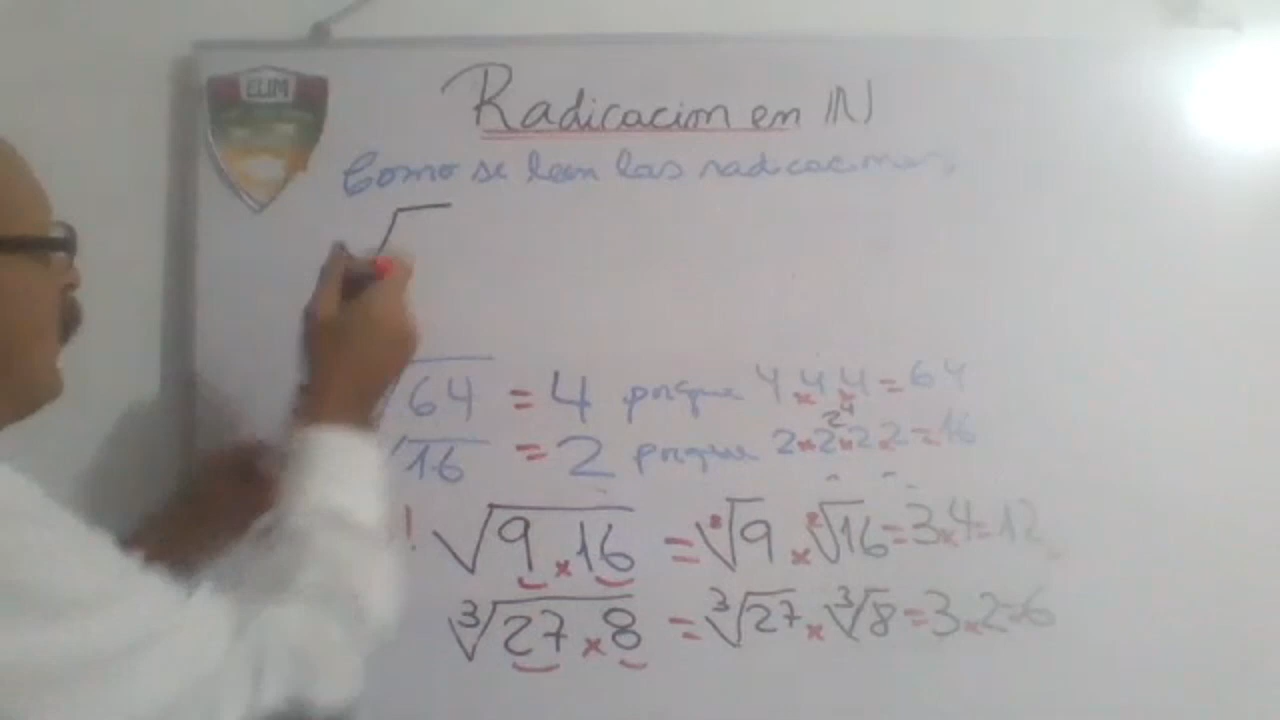 ELIM
Radicacion en ℕ
Como se leen las radicaciones
√64 = 4 porque 4 × 4 × 4 = 64
√16 = 2 porque 2 × 2 × 2 × 2 = 16
2⁴
! √9 × 16 = ²√9 × ²√16 = 3 × 4 = 12
³√27 × 8 = ³√27 × ³√8 = 3 × 2 = 6